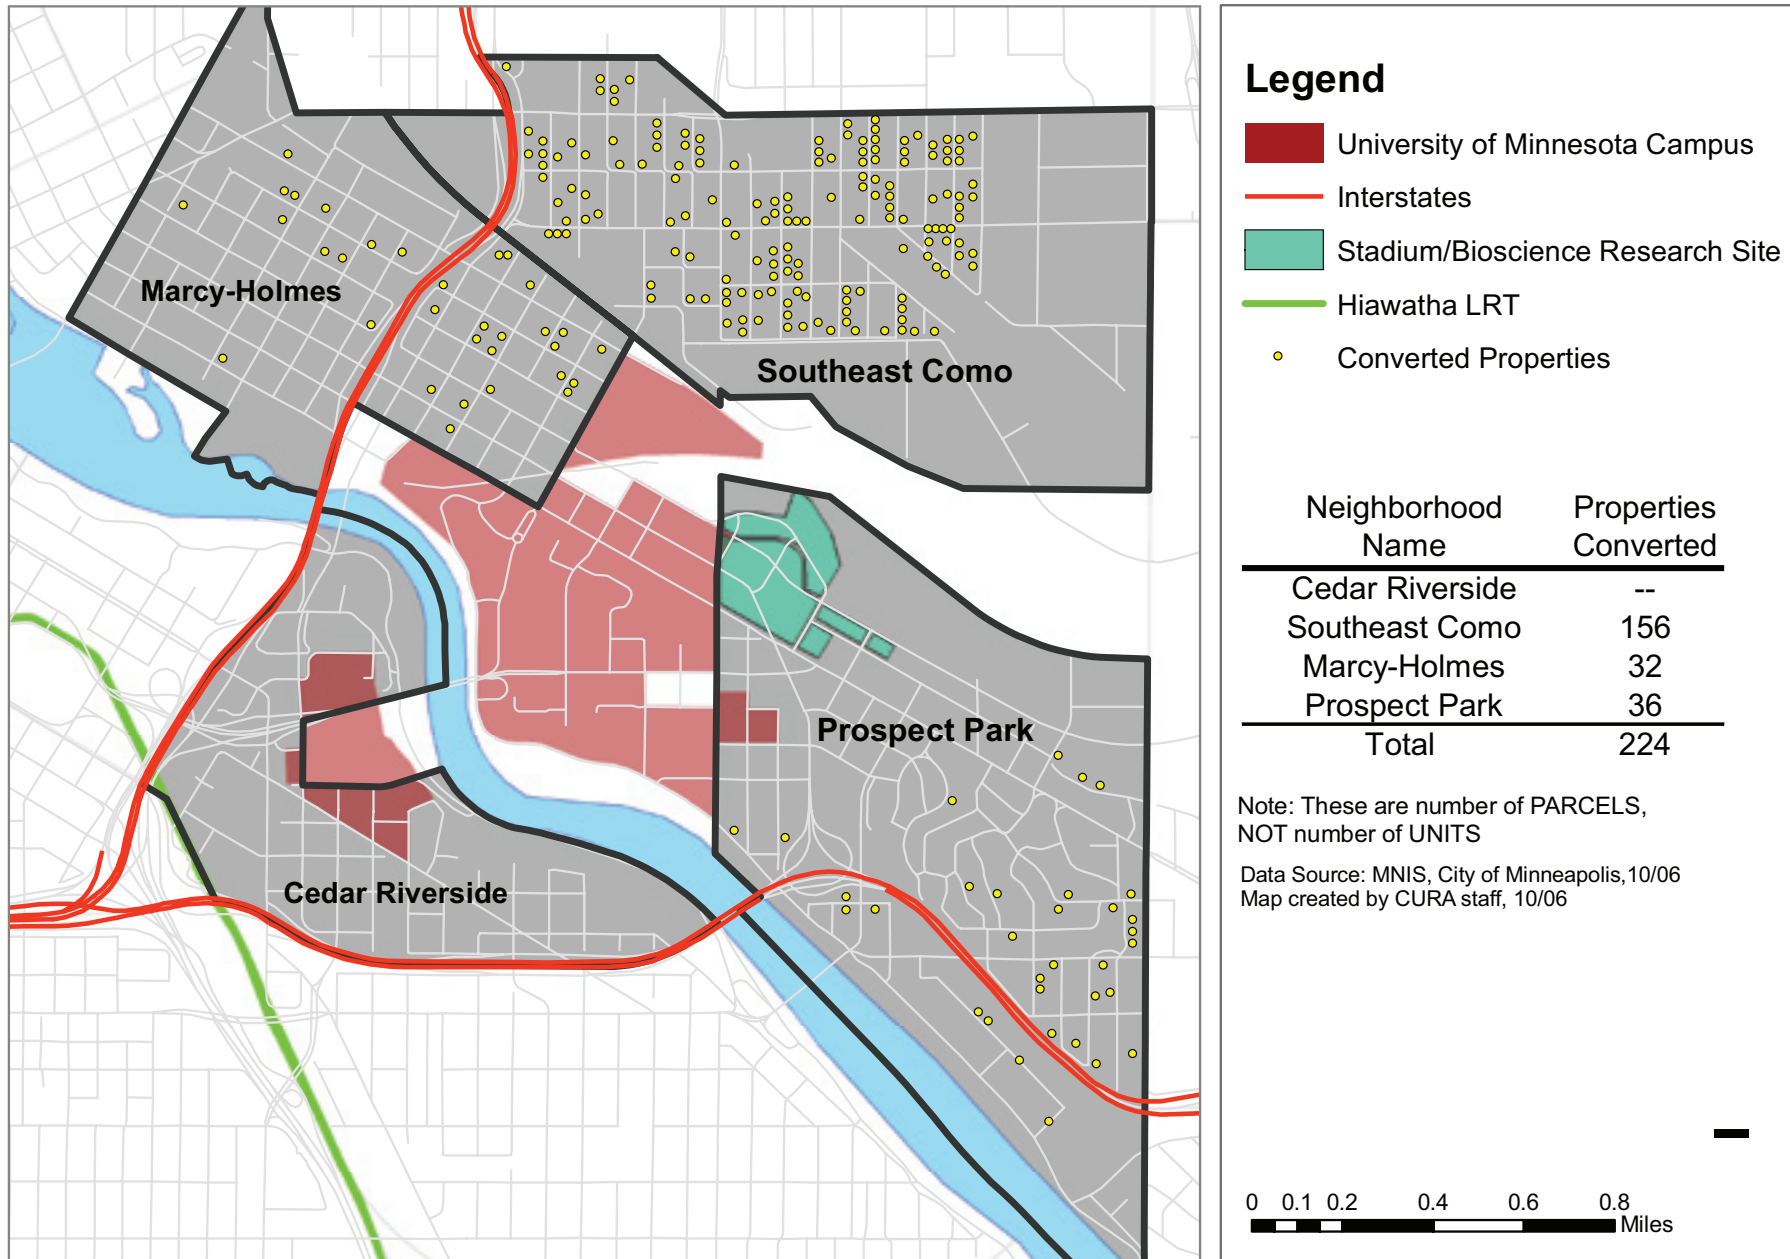 Marcy-Holmes
Southeast Como
Prospect Park
Cedar Riverside
Legend
University of Minnesota Campus
Interstates
Stadium/Bioscience Research Site
Hiawatha LRT
Converted Properties
Neighborhood Properties
Name Converted
Cedar Riverside --
Southeast Como 156
Marcy-Holmes 32
Prospect Park 36
Total 224
Note: These are number of PARCELS,
NOT number of UNITS
Data Source: MNIS, City of Minneapolis,10/06
Map created by CURA staff, 10/06
0 0.1 0.2 0.4 0.6 0.8
Miles